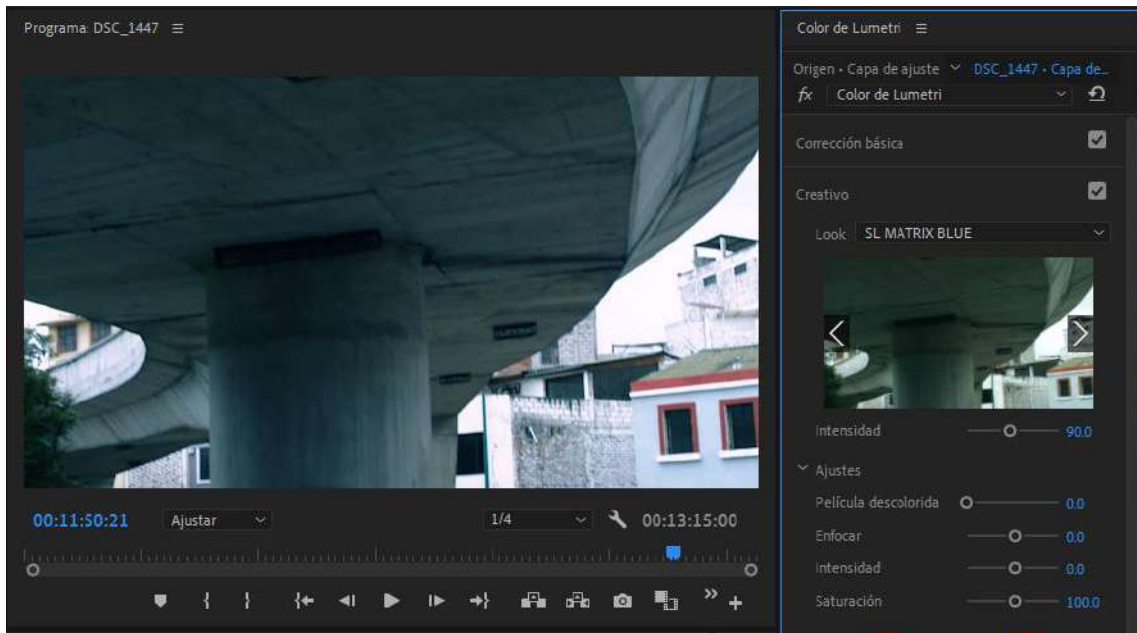 Programa: DSC_1447
Color de Lumetri
Origen • Capa de ajuste DSC_1447 • Capa de...
fx Color de Lumetri
Corrección básica
Creativo
Look SL MATRIX BLUE
Intensidad 90.0
Ajustes
Película descolorida 0.0
Enfocar 0.0
Intensidad 0.0
Saturación 100.0
00:11:50:21 Ajustar 1/4 00:13:15:00